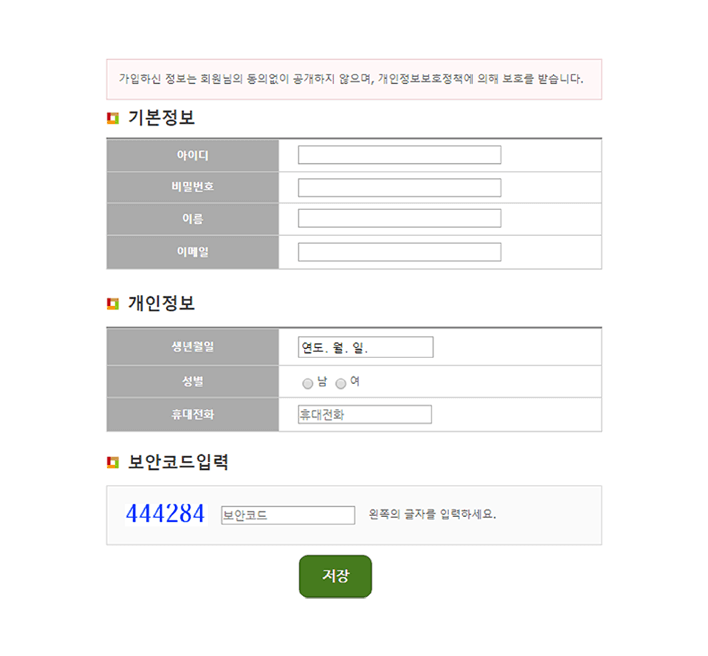 가입하신 정보는 회원님의 동의없이 공개하지 않으며, 개인정보보호정책에 의해 보호를 받습니다.
기본정보
아이디
비밀번호
이름
이메일
개인정보
생년월일 연도. 월. 일.
성별 남 여
휴대전화 휴대전화
보안코드입력
444284 보안코드 왼쪽의 글자를 입력하세요.
저장